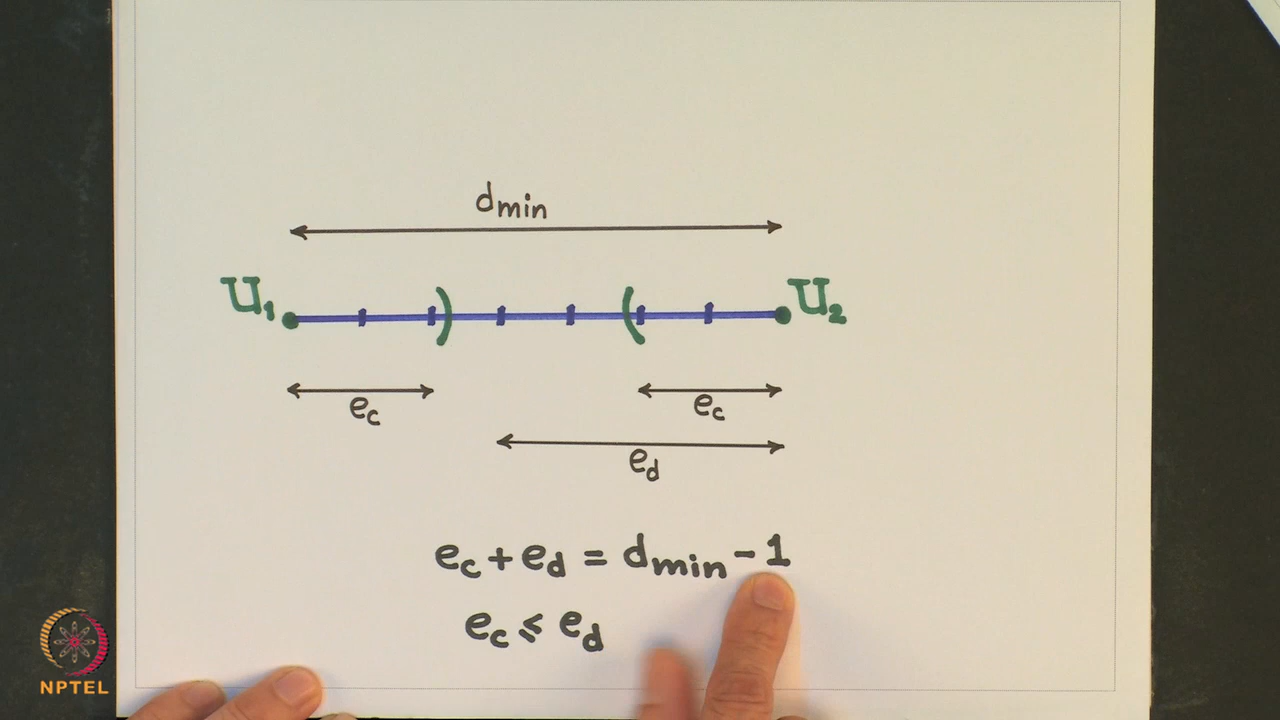 dmin
U₁ U₂
ec ec
ed
ec + ed = dmin - 1
ec ≤ ed
NPTEL